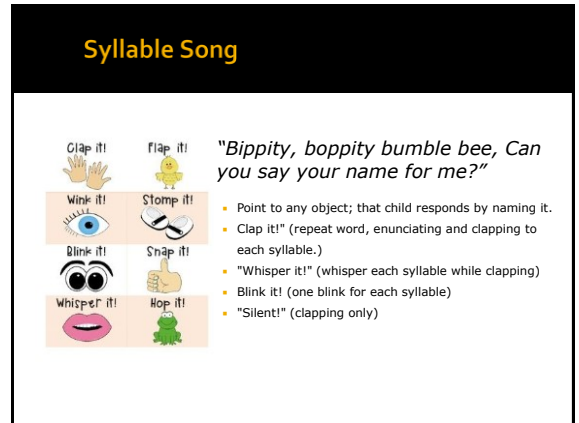 Syllable Song
Clap it! Flap it!
Wink it! Stomp it!
Blink it! Snap it!
Whisper it! Hop it!
“Bippity, boppity bumble bee, Can
you say your name for me?”
Point to any object; that child responds by naming it.
Clap it!" (repeat word, enunciating and clapping to
each syllable.)
"Whisper it!" (whisper each syllable while clapping)
Blink it! (one blink for each syllable)
"Silent!" (clapping only)